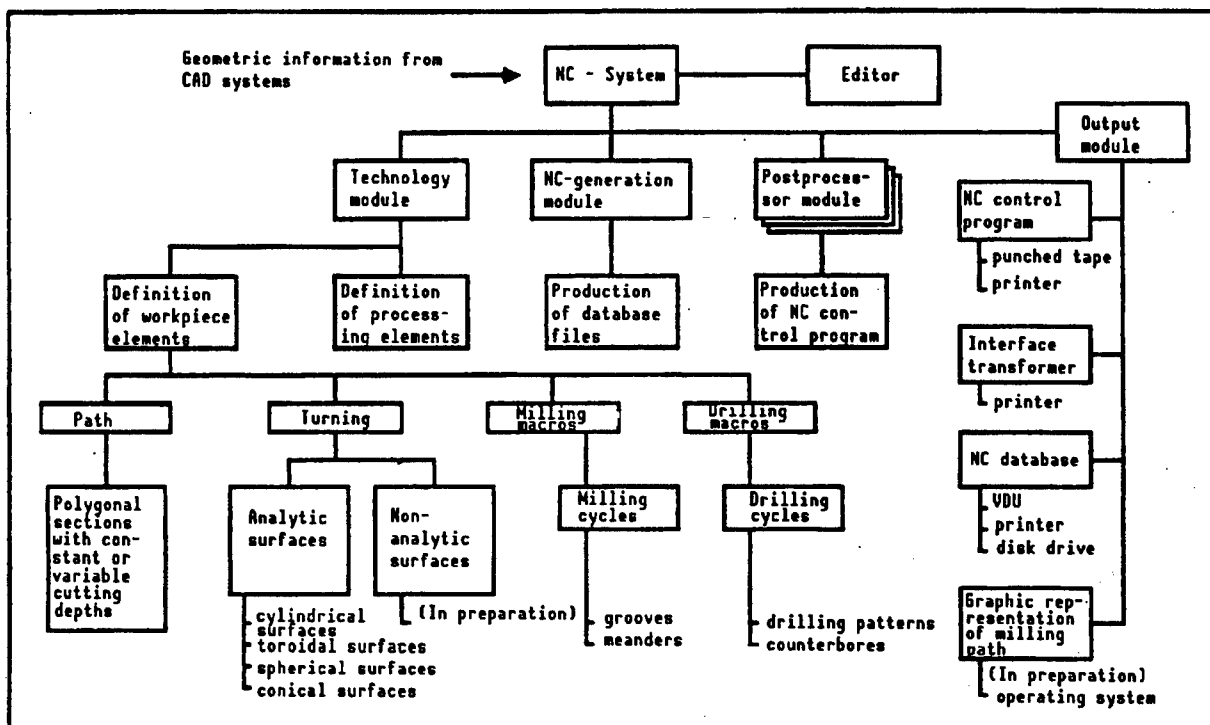 Geometric information from
CAD systems
NC - System
Editor
Output
module
Technology
module
NC-generation
module
Postproces-
sor module
NC control
program
punched tape
printer
Definition
of workpiece
elements
Definition
of process-
ing elements
Production
of database
files
Production
of NC con-
trol program
Interface
transformer
printer
Path
Turning
Milling
macros
Drilling
macros
NC database
VDU
printer
disk drive
Polygonal
sections
with con-
stant or
variable
cutting
depths
Analytic
surfaces
Non-
analytic
surfaces
Milling
cycles
Drilling
cycles
cylindrical
surfaces
toroidal surfaces
spherical surfaces
conical surfaces
(In preparation)
grooves
meanders
drilling patterns
counterbores
Graphic rep-
resentation
of milling
path
(In preparation)
operating system